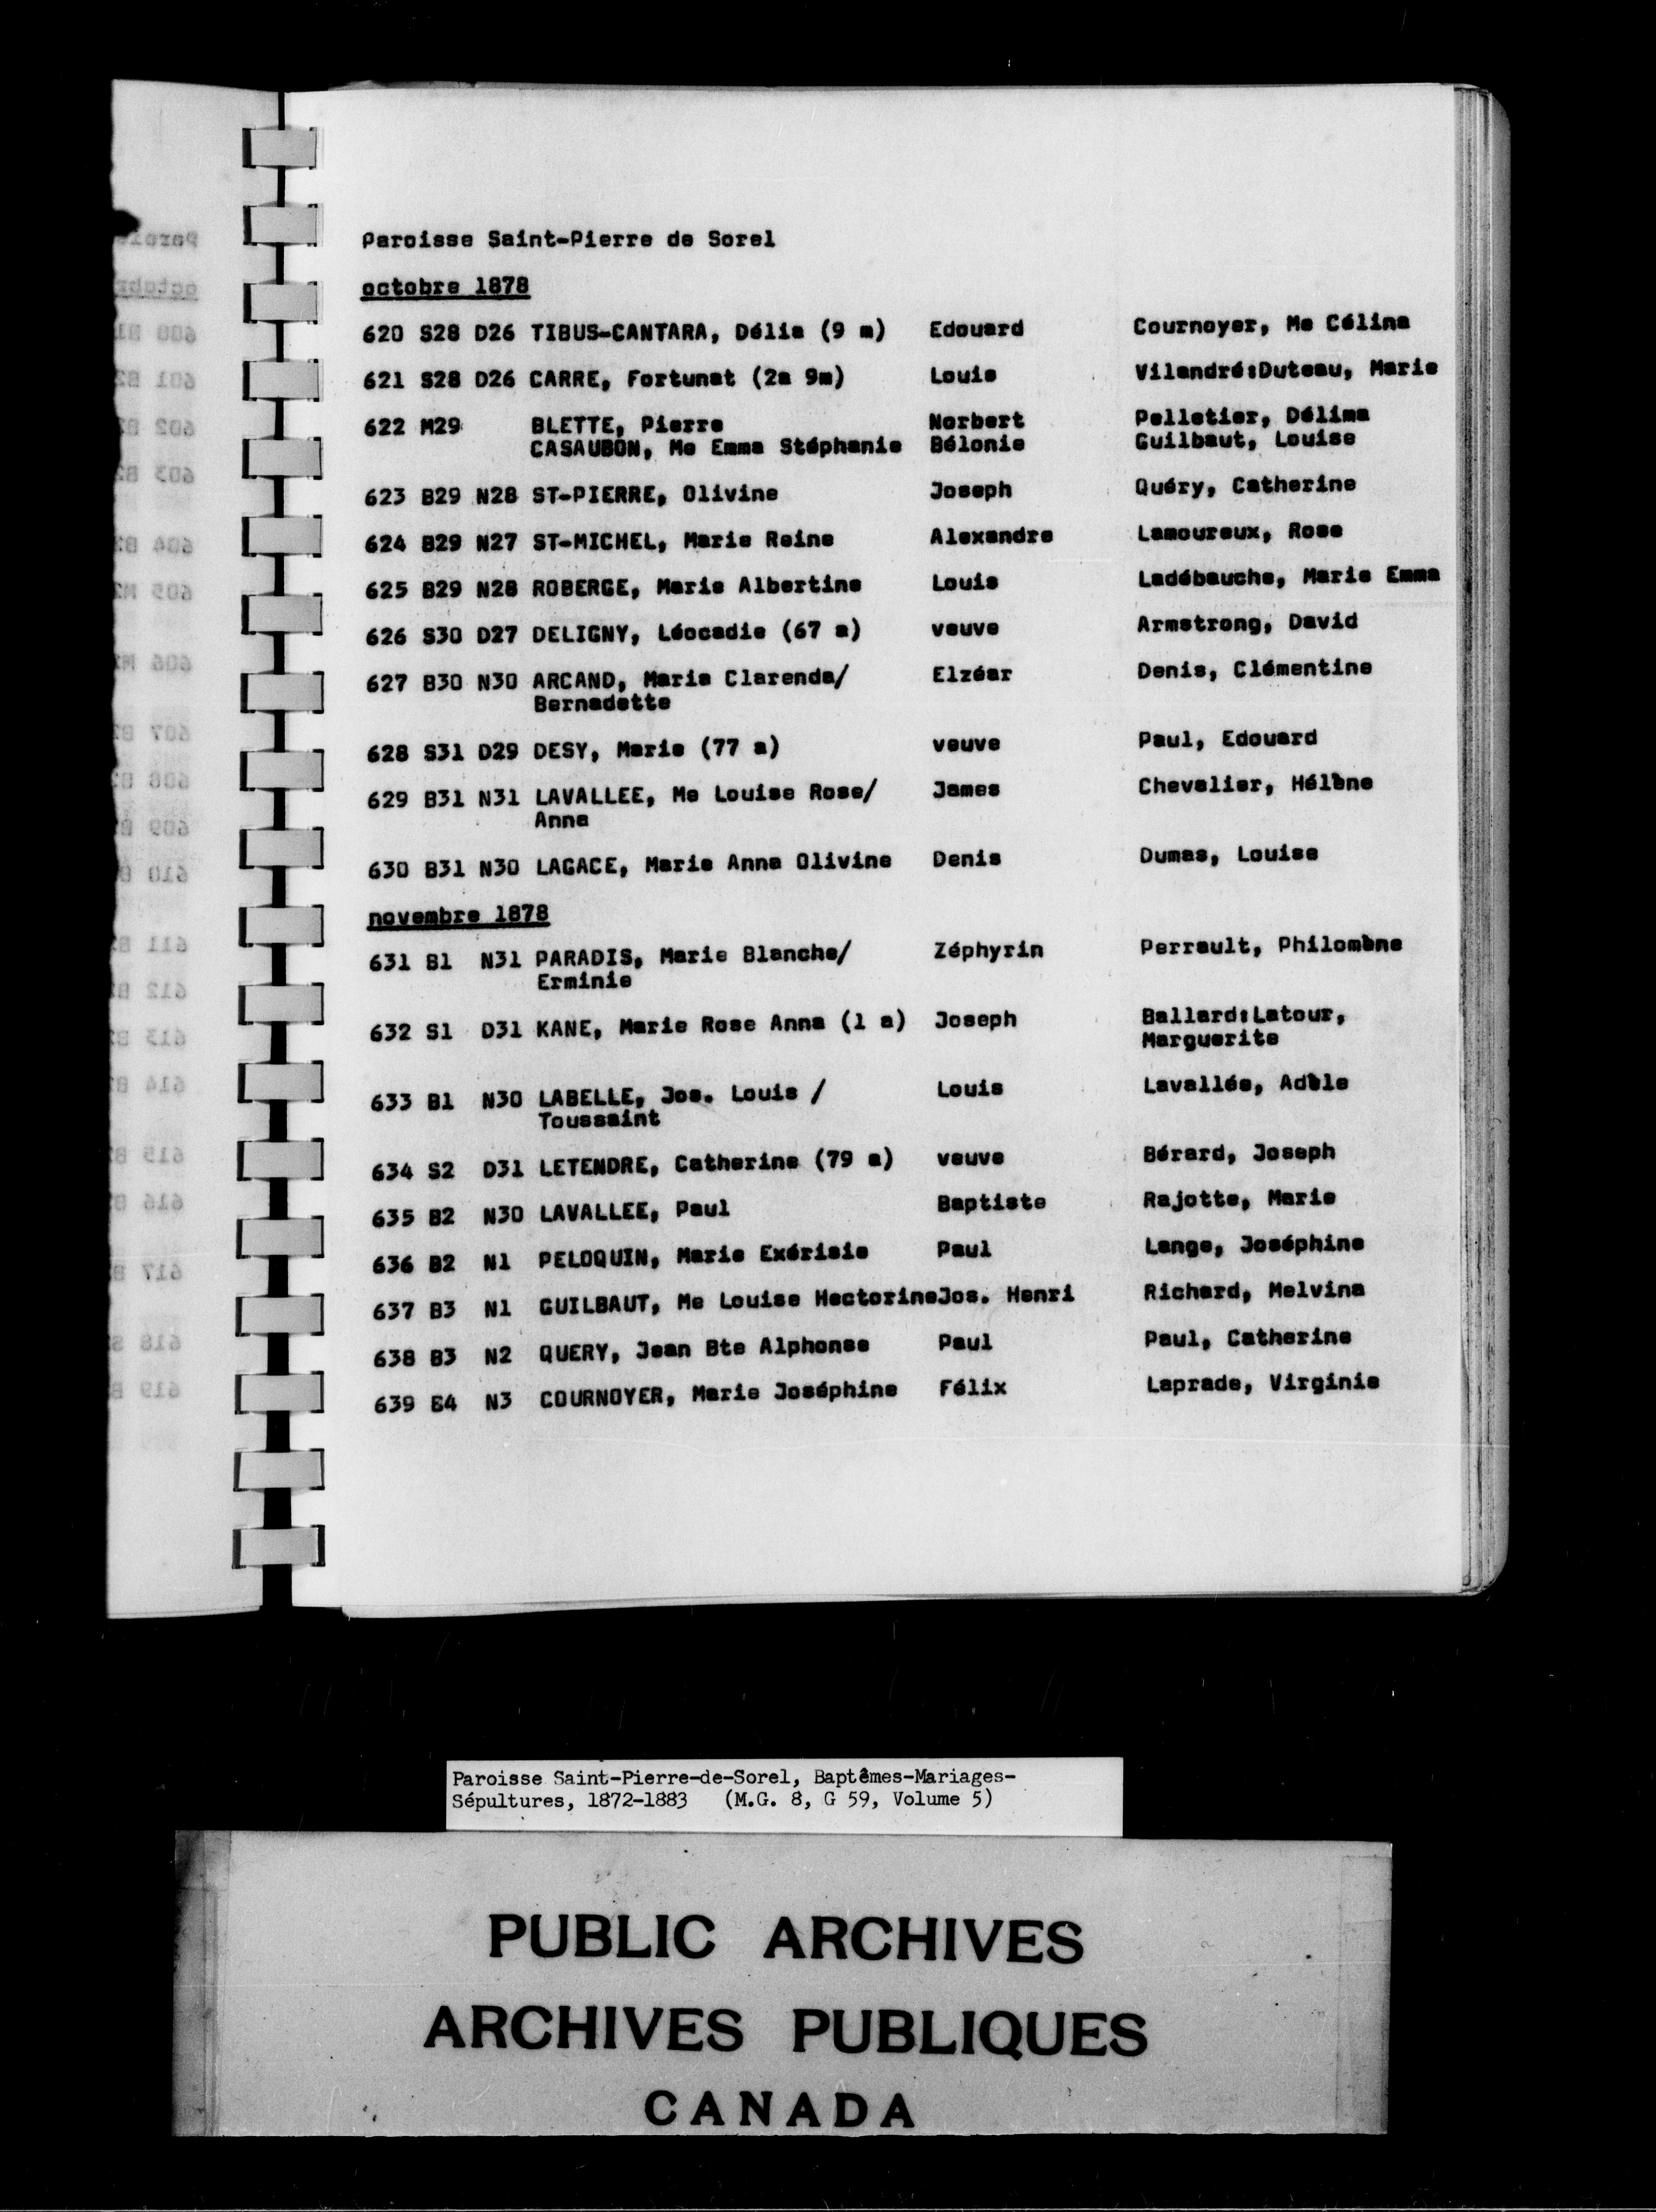 Paroisse Saint-Pierre de Sorel
octobre 1878
620 S28 D26 TIBUS-CANTARA, Délia (9 m) Edouard Cournoyer, Me Célina
621 S28 D26 CARRE, Fortunat (2a 9m) Louis Vilandré:Duteau, Marie
622 M29 BLETTE, Pierre Norbert Pelletier, Délima
CASAUBON, Me Emma Stéphanie Bélonie Guilbaut, Louise
623 B29 N28 ST-PIERRE, Olivine Joseph Quéry, Catherine
624 B29 N27 ST-MICHEL, Marie Reine Alexandre Lamoureux, Rose
625 B29 N28 ROBERGE, Marie Albertine Louis Ladébauche, Marie Emma
626 S30 D27 DELIGNY, Léocadie (67 a) veuve Armstrong, David
627 B30 N30 ARCAND, Maria Clarenda/ Elzéar Denis, Clémentine
Bernadette
628 S31 D29 DESY, Marie (77 a) veuve Paul, Edouard
629 B31 N31 LAVALLEE, Me Louise Rose/ James Chevalier, Hélène
Anna
630 B31 N30 LAGACE, Marie Anna Olivine Denis Dumas, Louise
novembre 1878
631 B1 N31 PARADIS, Marie Blanche/ Zéphyrin Perrault, Philomène
Erminie
632 S1 D31 KANE, Marie Rose Anna (1 a) Joseph Ballard:Latour,
Marguerite
633 B1 N30 LABELLE, Jos. Louis / Louis Lavallée, Adèle
Toussaint
634 S2 D31 LETENDRE, Catherine (79 a) veuve Bérard, Joseph
635 B2 N30 LAVALLEE, Paul Baptiste Rajotte, Marie
636 B2 N1 PELOQUIN, Marie Exérisie Paul Lange, Joséphine
637 B3 N1 GUILBAUT, Me Louise HectorineJos. Henri Richard, Melvina
638 B3 N2 QUERY, Jean Bte Alphonse Paul Paul, Catherine
639 B4 N3 COURNOYER, Marie Joséphine Félix Laprade, Virginie
Paroisse Saint-Pierre-de-Sorel, Baptêmes-Mariages-
Sépultures, 1872-1883 (M.G. 8, G 59, Volume 5)
PUBLIC ARCHIVES
ARCHIVES PUBLIQUES
CANADA